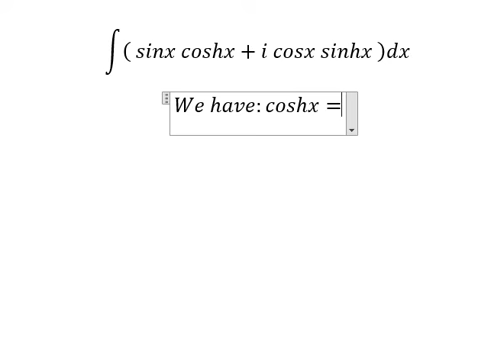 ∫( sinx coshx + i cosx sinhx )dx
We have: coshx =